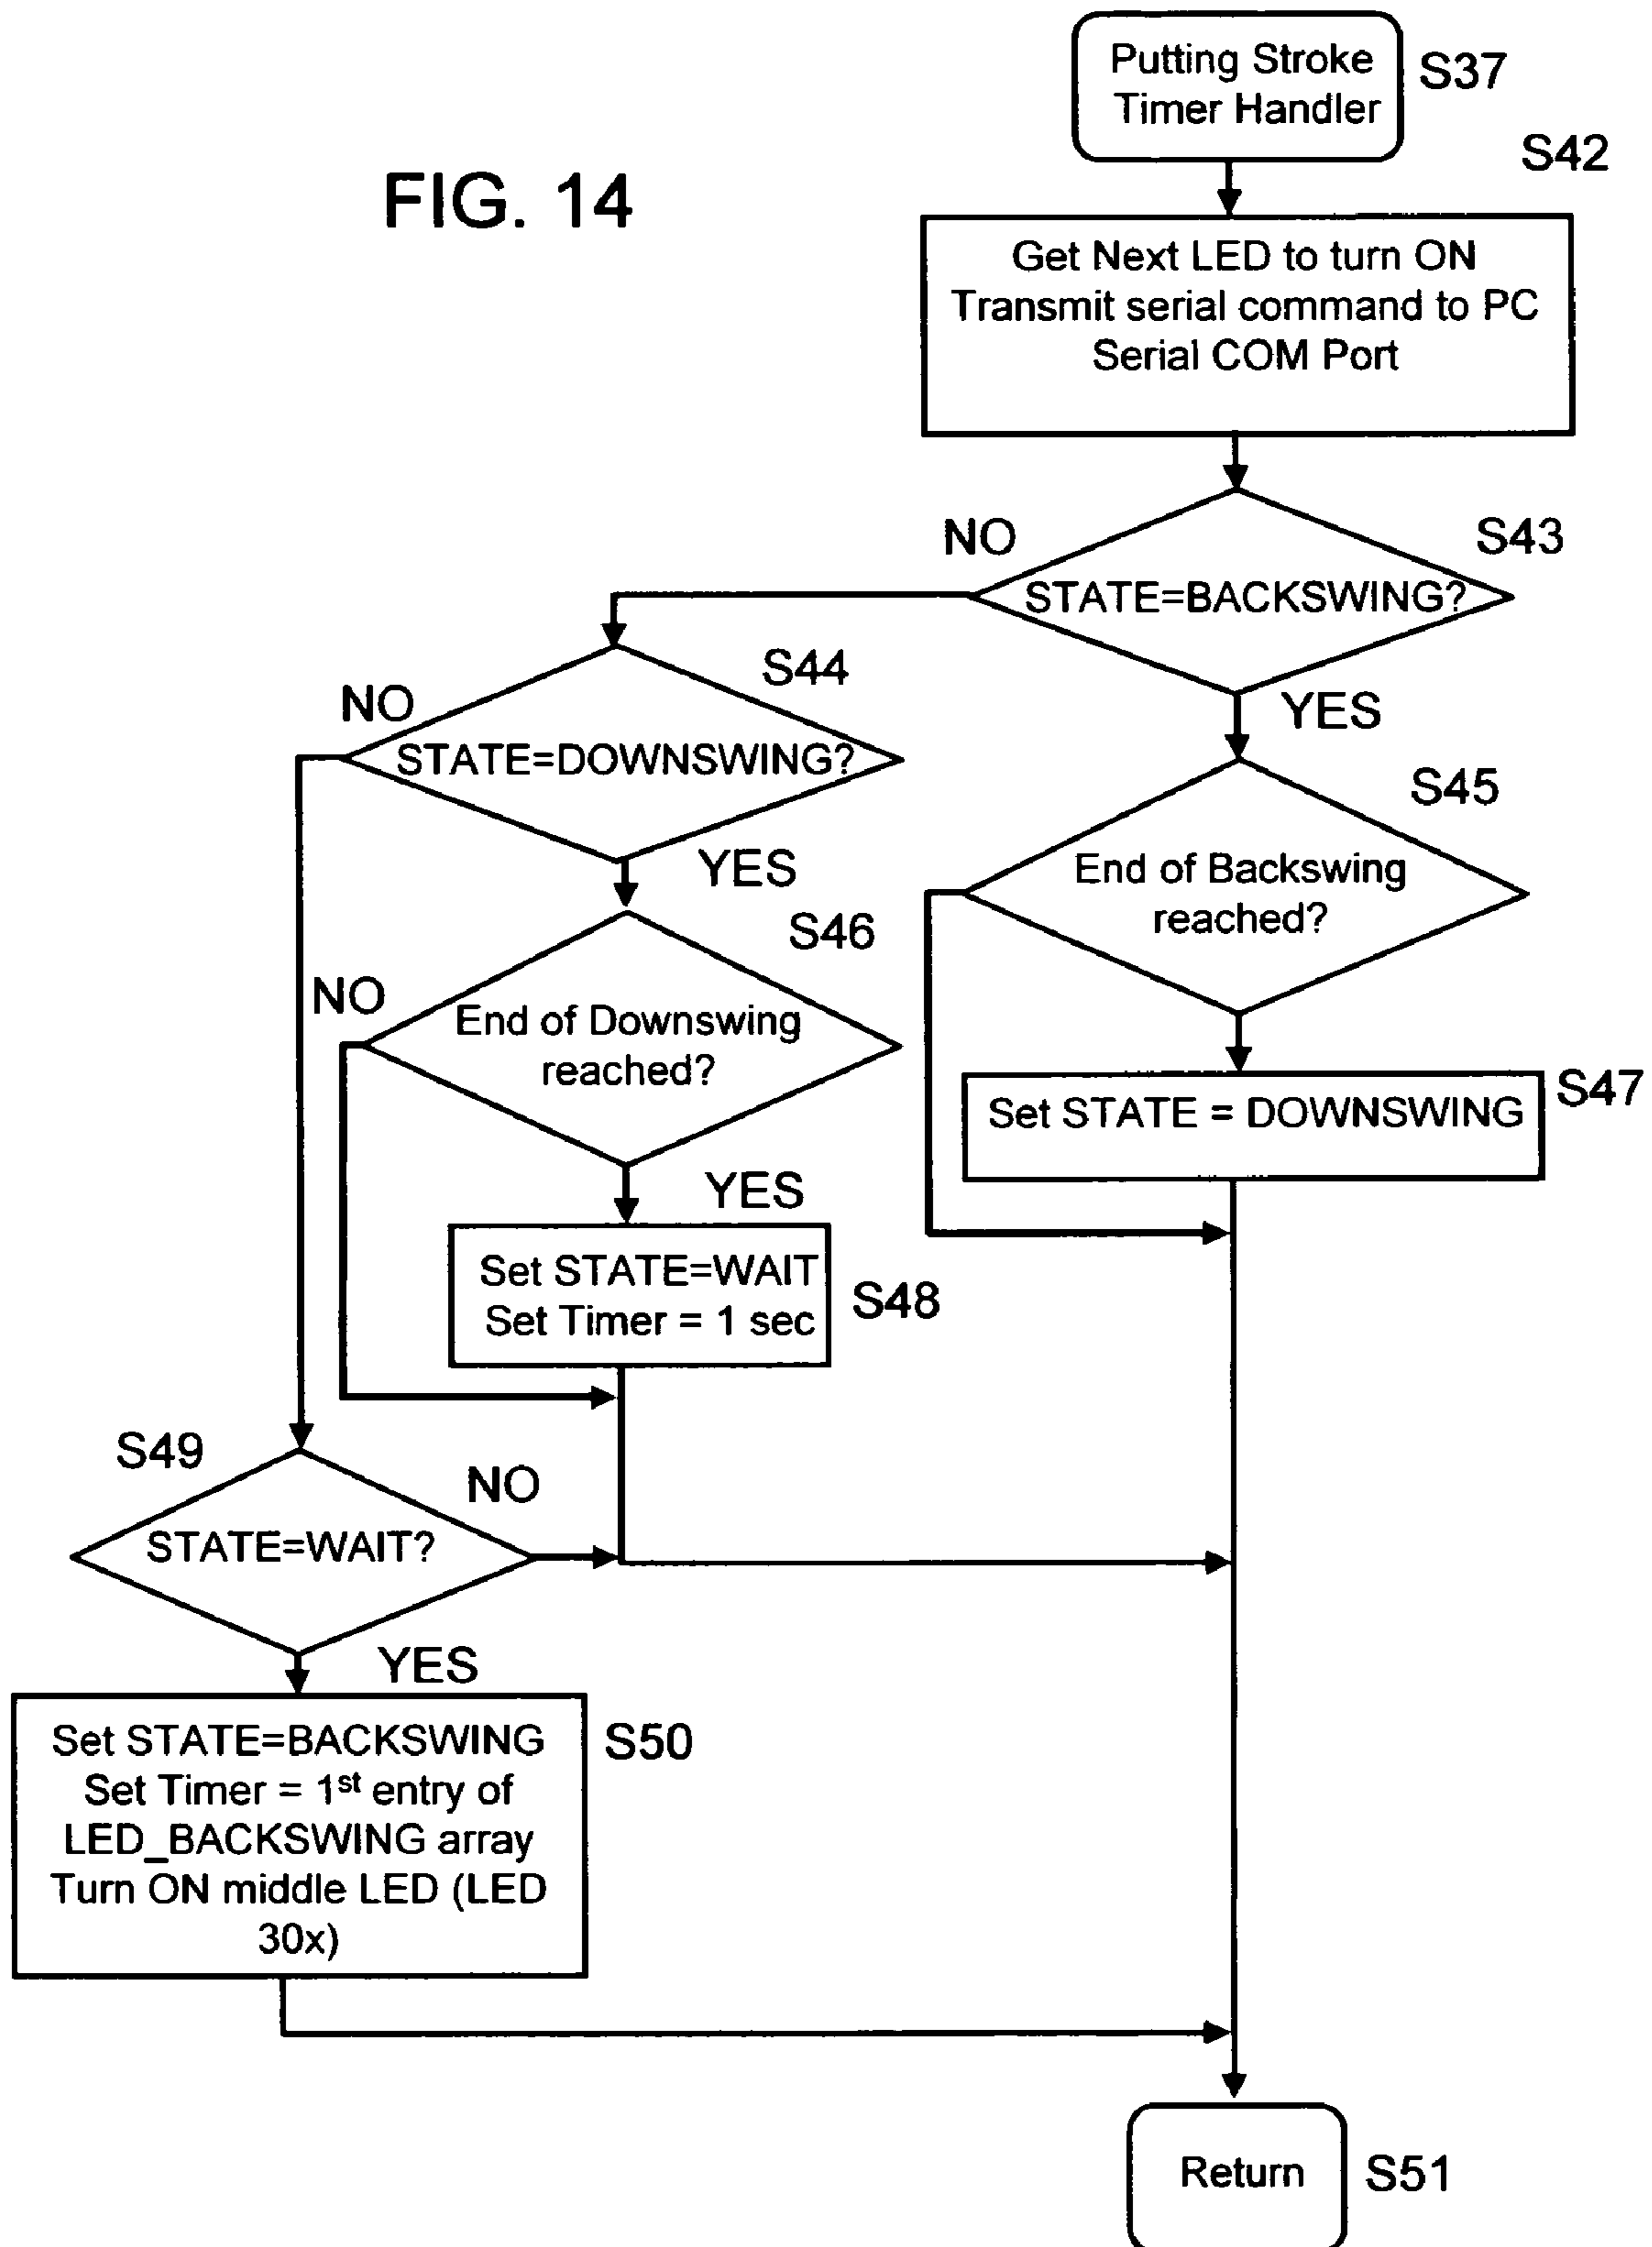 FIG. 14
Putting Stroke
Timer Handler
S37
S42
Get Next LED to turn ON
Transmit serial command to PC
Serial COM Port
NO
S43
STATE=BACKSWING?
S44
NO
YES
STATE=DOWNSWING?
S45
YES
End of Backswing
reached?
S46
NO
End of Downswing
reached?
S47
Set STATE = DOWNSWING
YES
Set STATE=WAIT
Set Timer = 1 sec
S48
S49
NO
STATE=WAIT?
YES
Set STATE=BACKSWING
Set Timer = 1st entry of
LED_BACKSWING array
Turn ON middle LED (LED
30x)
S50
Return
S51